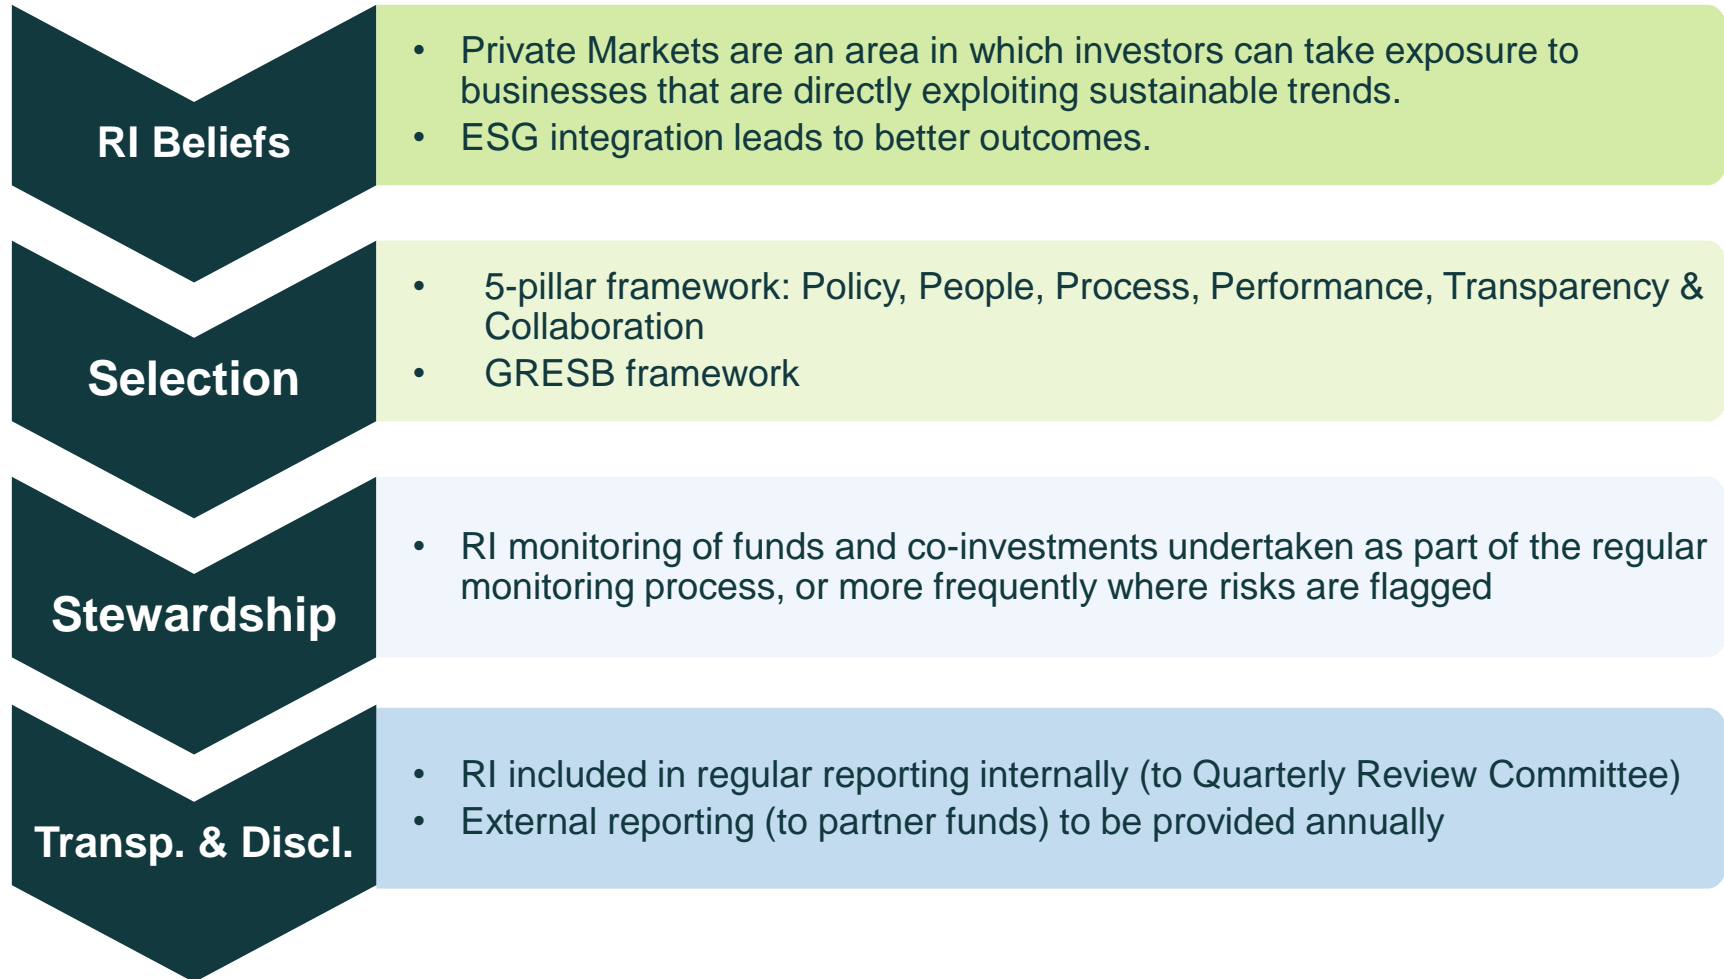 RI Beliefs
• Private Markets are an area in which investors can take exposure to
businesses that are directly exploiting sustainable trends.
• ESG integration leads to better outcomes.
Selection
• 5-pillar framework: Policy, People, Process, Performance, Transparency &
Collaboration
• GRESB framework
Stewardship
• RI monitoring of funds and co-investments undertaken as part of the regular
monitoring process, or more frequently where risks are flagged
Transp. & Discl.
• RI included in regular reporting internally (to Quarterly Review Committee)
• External reporting (to partner funds) to be provided annually